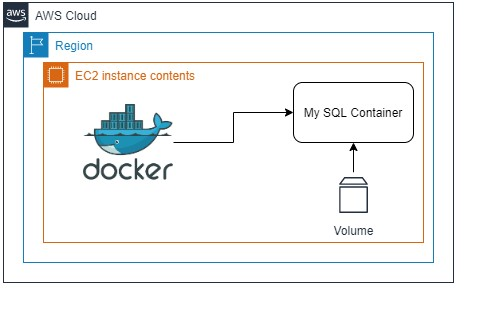 aws
AWS Cloud
Region
EC2 instance contents
My SQL Container
docker
Volume